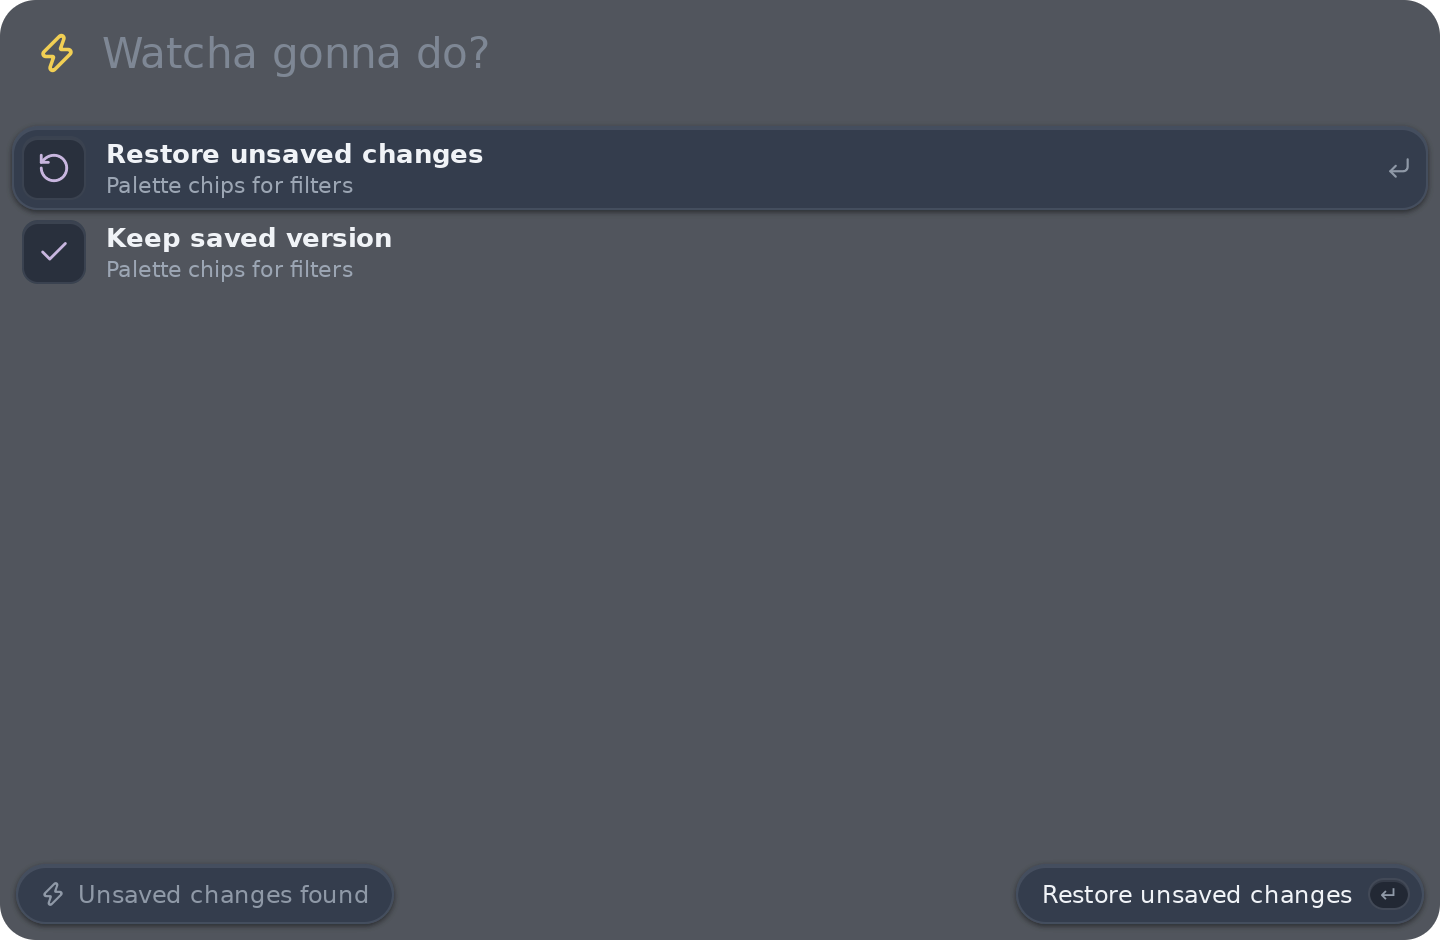 Watcha gonna do?
Restore unsaved changes
Palette chips for filters
Keep saved version
Palette chips for filters
Unsaved changes found
Restore unsaved changes